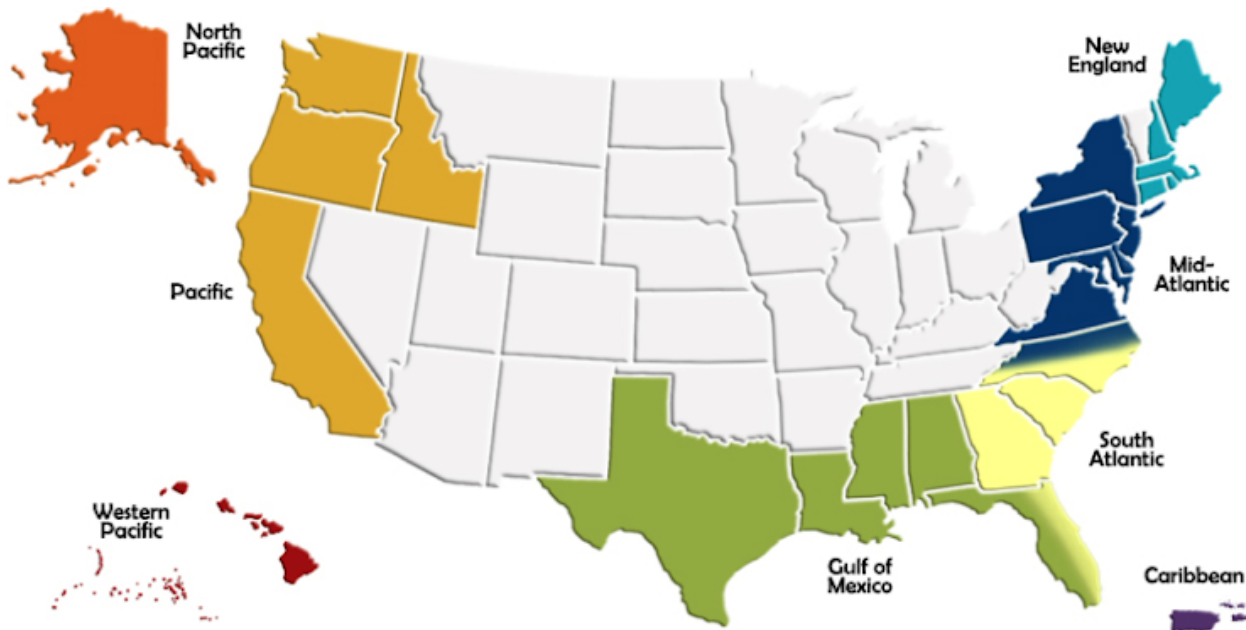 North
Pacific
New
England
Pacific
Mid-
Atlantic
South
Atlantic
Western
Pacific
Gulf of
Mexico
Caribbean